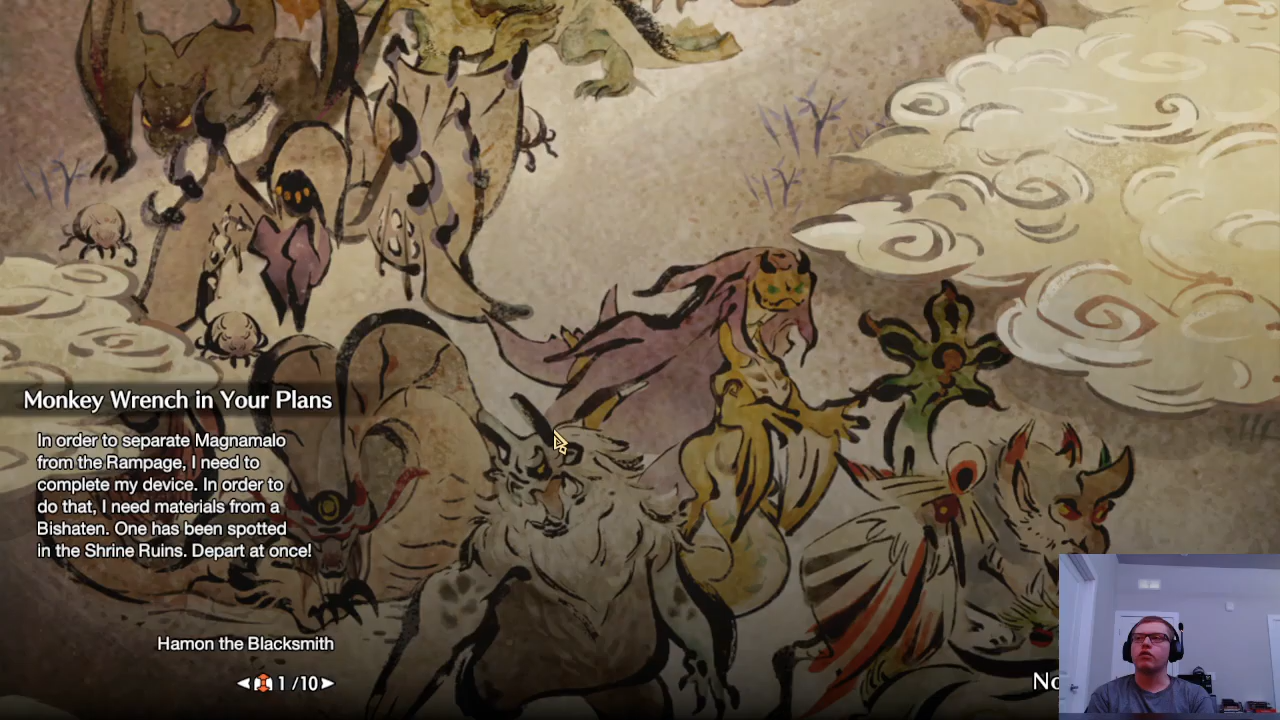 Monkey Wrench in Your Plans
In order to separate Magnamalo
from the Rampage, I need to
complete my device. In order to
do that, I need materials from a
Bishaten. One has been spotted
in the Shrine Ruins. Depart at once!
Hamon the Blacksmith
1 /10